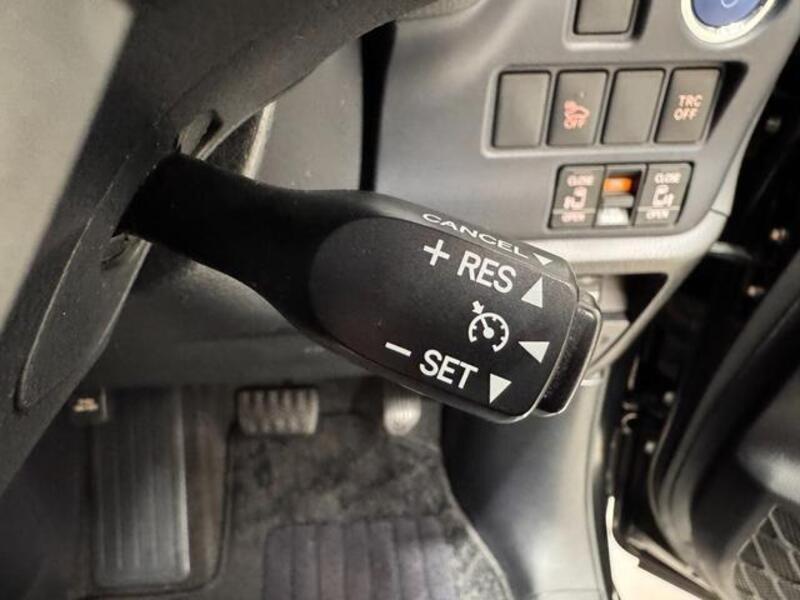 TRC
OFF
OFF
CLOSE
OPEN
CLOSE
OPEN
CANCEL
+ RES
- SET